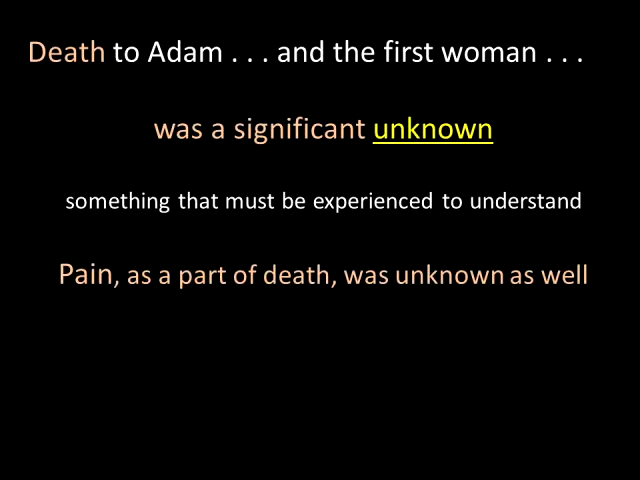 Death to Adam . . . and the first woman . . .
was a significant unknown
something that must be experienced to understand
Pain, as a part of death, was unknown as well